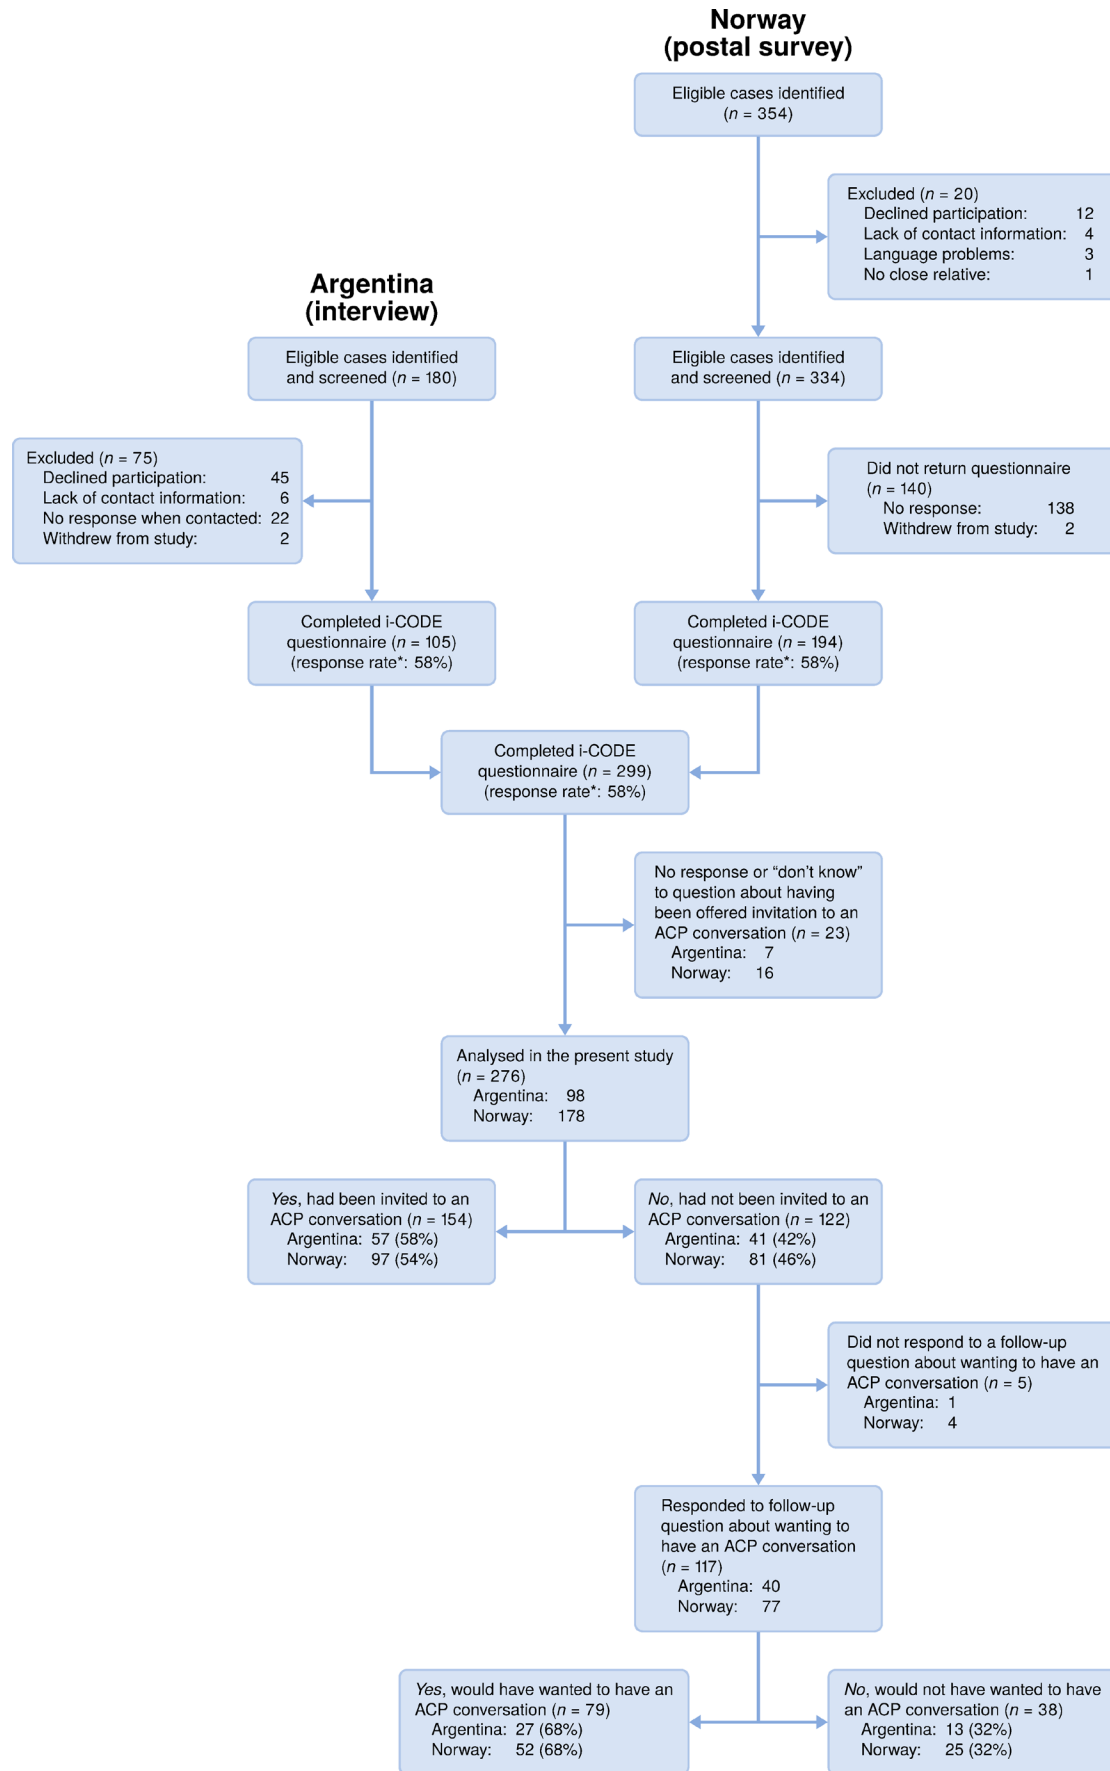 Norway
(postal survey)
Eligible cases identified
(n = 354)
Excluded (n = 20)
Declined participation: 12
Lack of contact information: 4
Language problems: 3
No close relative: 1
Argentina
(interview)
Eligible cases identified
and screened (n = 180)
Eligible cases identified
and screened (n = 334)
Excluded (n = 75)
Declined participation: 45
Lack of contact information: 6
No response when contacted: 22
Withdrew from study: 2
Did not return questionnaire
(n = 140)
No response: 138
Withdrew from study: 2
Completed i-CODE
questionnaire (n = 105)
(response rate*: 58%)
Completed i-CODE
questionnaire (n = 194)
(response rate*: 58%)
Completed i-CODE
questionnaire (n = 299)
(response rate*: 58%)
No response or “don’t know”
to question about having
been offered invitation to an
ACP conversation (n = 23)
Argentina: 7
Norway: 16
Analysed in the present study
(n = 276)
Argentina: 98
Norway: 178
Yes, had been invited to an
ACP conversation (n = 154)
Argentina: 57 (58%)
Norway: 97 (54%)
No, had not been invited to an
ACP conversation (n = 122)
Argentina: 41 (42%)
Norway: 81 (46%)
Did not respond to a follow-up
question about wanting to have an
ACP conversation (n = 5)
Argentina: 1
Norway: 4
Responded to follow-up
question about wanting to
have an ACP conversation
(n = 117)
Argentina: 40
Norway: 77
Yes, would have wanted to have an
ACP conversation (n = 79)
Argentina: 27 (68%)
Norway: 52 (68%)
No, would not have wanted to have
an ACP conversation (n = 38)
Argentina: 13 (32%)
Norway: 25 (32%)